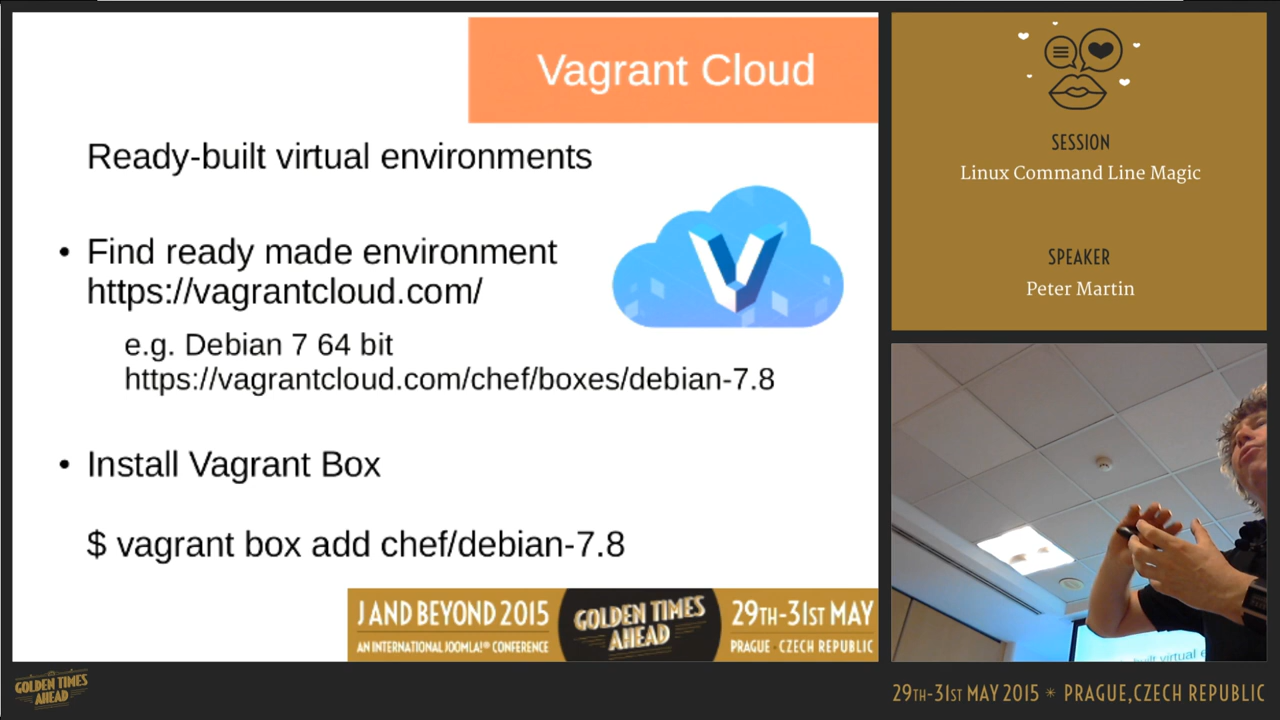 Vagrant Cloud
Ready-built virtual environments
• Find ready made environment
https://vagrantcloud.com/
e.g. Debian 7 64 bit
https://vagrantcloud.com/chef/boxes/debian-7.8
• Install Vagrant Box
$ vagrant box add chef/debian-7.8
J AND BEYOND 2015
AN INTERNATIONAL JOOMLA!® CONFERENCE
GOLDEN TIMES
AHEAD
29TH-31ST MAY
PRAGUE · CZECH REPUBLIC
SESSION
Linux Command Line Magic
SPEAKER
Peter Martin
built virtual e
GOLDEN TIMES
AHEAD
29TH-31ST MAY 2015 * PRAGUE,CZECH REPUBLIC